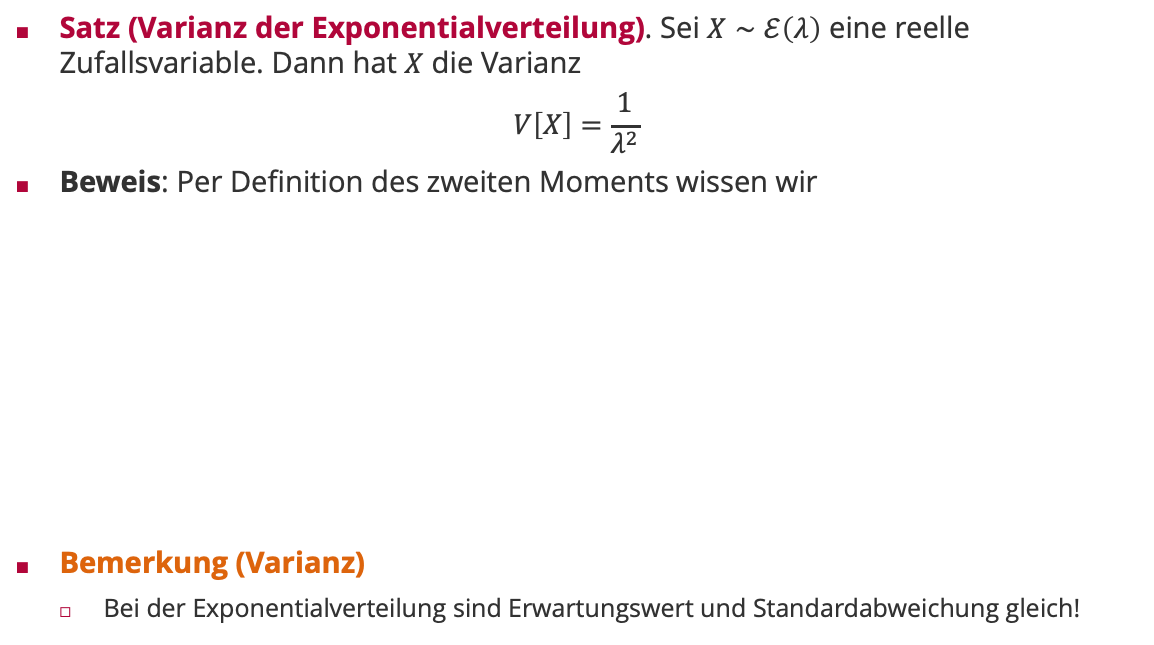 Satz (Varianz der Exponentialverteilung). Sei X ~ ℰ(λ) eine reelle
Zufallsvariable. Dann hat X die Varianz
V[X] = 1/λ²
Beweis: Per Definition des zweiten Moments wissen wir
Bemerkung (Varianz)
Bei der Exponentialverteilung sind Erwartungswert und Standardabweichung gleich!